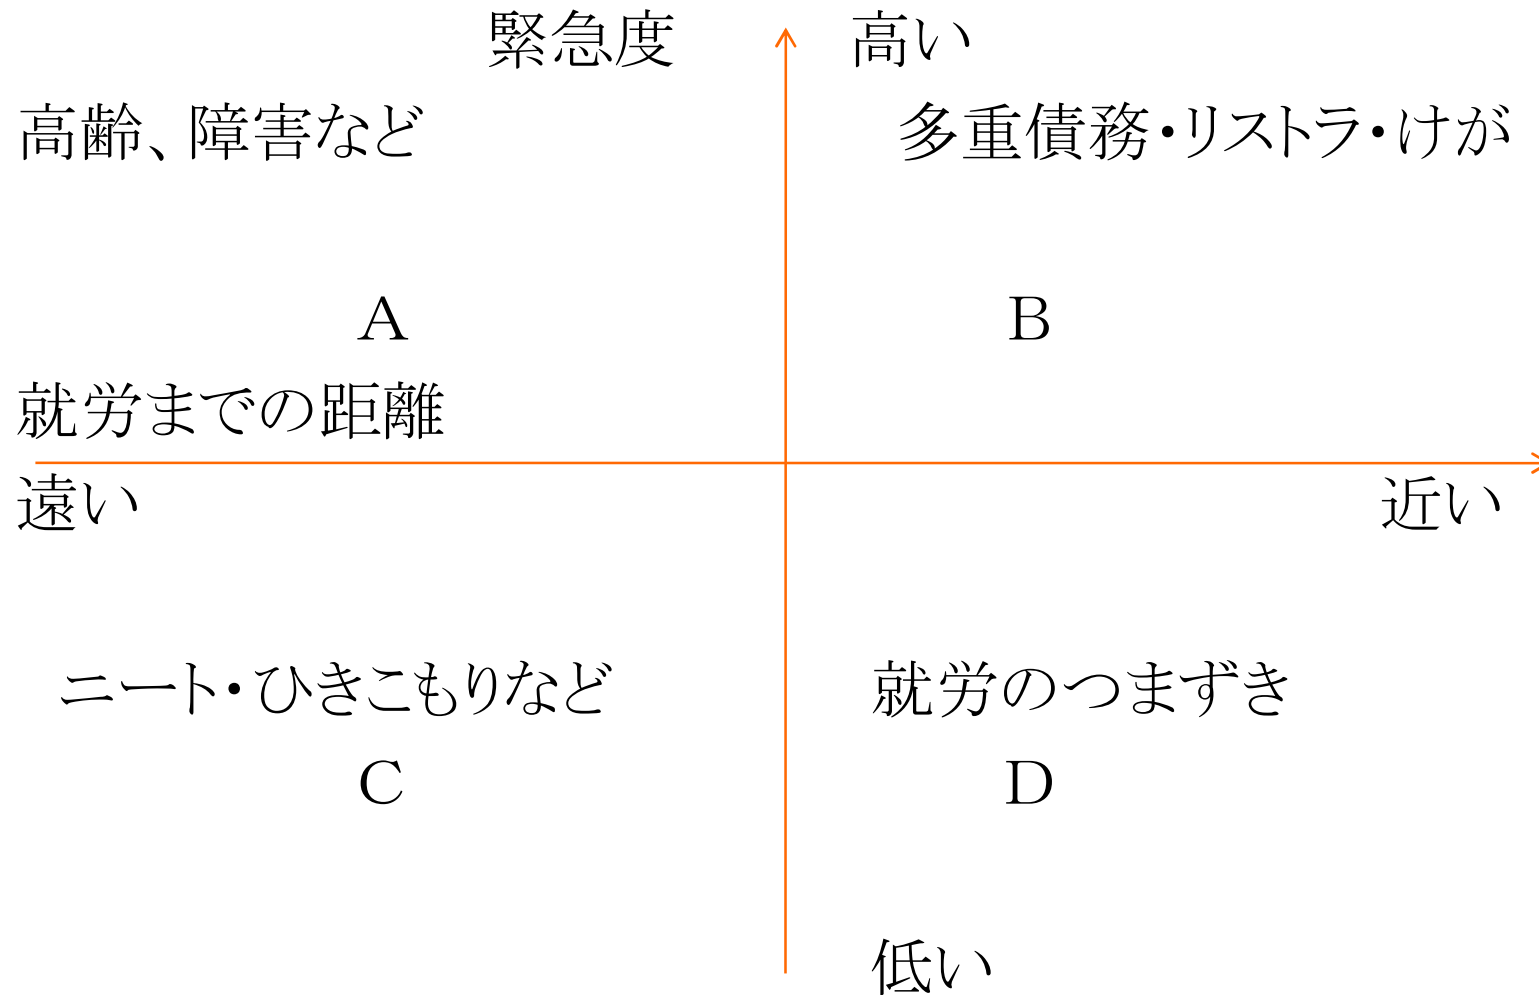 緊急度 高い
高齢、障害など 多重債務・リストラ・けが
A B
就労までの距離
遠い 近い
ニート・ひきこもりなど 就労のつまずき
C D
低い